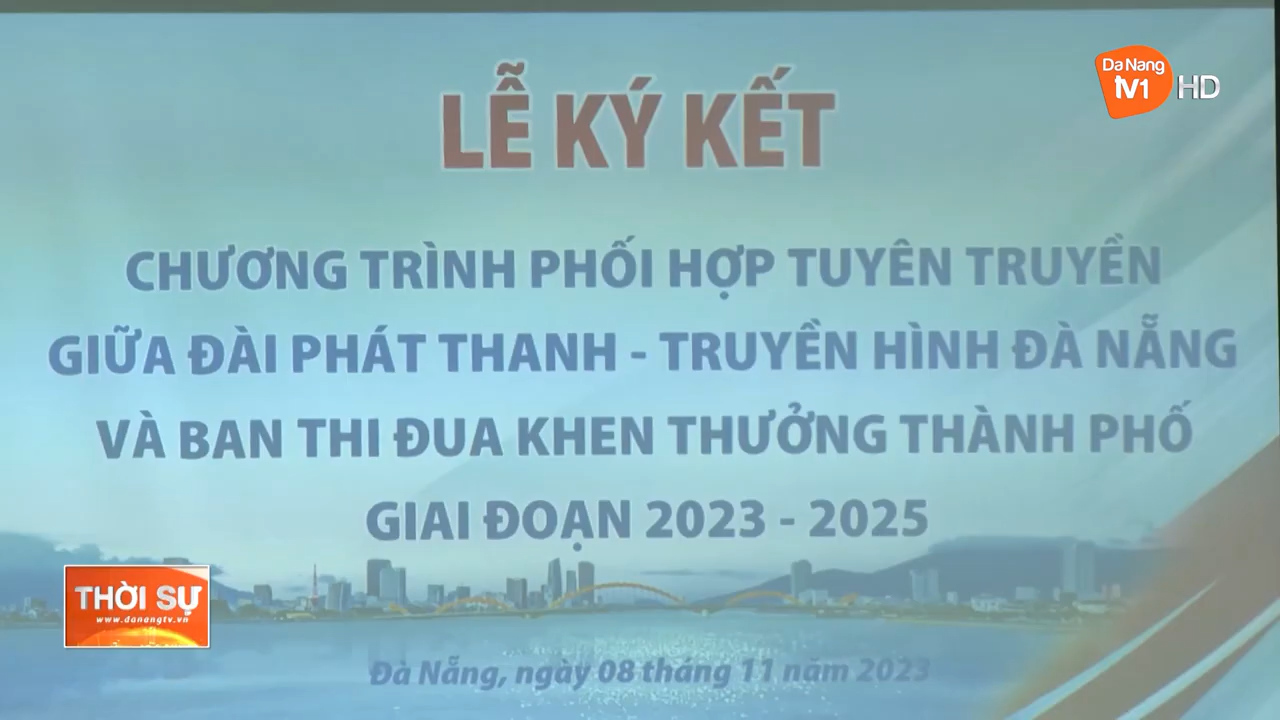 Da Nang
TV1 HD
LỄ KÝ KẾT
CHƯƠNG TRÌNH PHỐI HỢP TUYÊN TRUYỀN
GIỮA ĐÀI PHÁT THANH - TRUYỀN HÌNH ĐÀ NẴNG
VÀ BAN THI ĐUA KHEN THƯỞNG THÀNH PHỐ
GIAI ĐOẠN 2023 - 2025
THỜI SỰ
www.danangtv.vn
Đà Nẵng, ngày 08 tháng 11 năm 2023